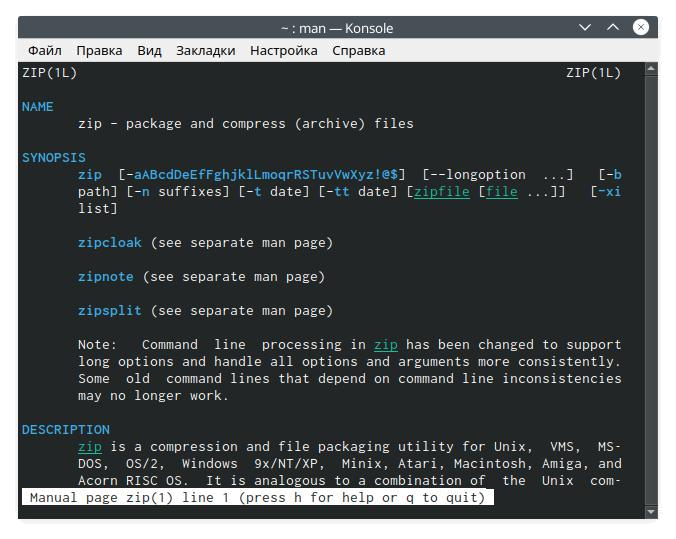 ~ : man — Konsole
Файл Правка Вид Закладки Настройка Справка
ZIP(1L) ZIP(1L)
NAME
zip - package and compress (archive) files
SYNOPSIS
zip [-aABcdDeEfFghjklLmoqrRSTuvVwXyz!@$] [--longoption ...] [-b
path] [-n suffixes] [-t date] [-tt date] [zipfile [file ...]] [-xi
list]
zipcloak (see separate man page)
zipnote (see separate man page)
zipsplit (see separate man page)
Note: Command line processing in zip has been changed to support
long options and handle all options and arguments more consistently.
Some old command lines that depend on command line inconsistencies
may no longer work.
DESCRIPTION
zip is a compression and file packaging utility for Unix, VMS, MS-
DOS, OS/2, Windows 9x/NT/XP, Minix, Atari, Macintosh, Amiga, and
Acorn RISC OS. It is analogous to a combination of the Unix com-
Manual page zip(1) line 1 (press h for help or q to quit)